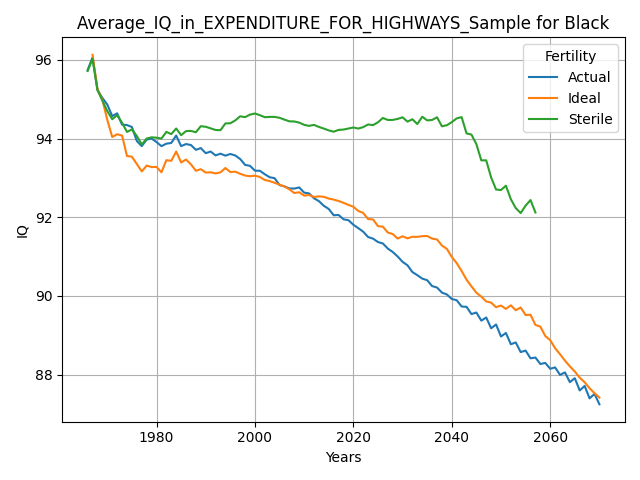 Average_IQ_in_EXPENDITURE_FOR_HIGHWAYS_Sample for Black
Fertility
Actual
Ideal
Sterile
96
94
92
90
88
IQ
1980
2000
2020
2040
2060
Years